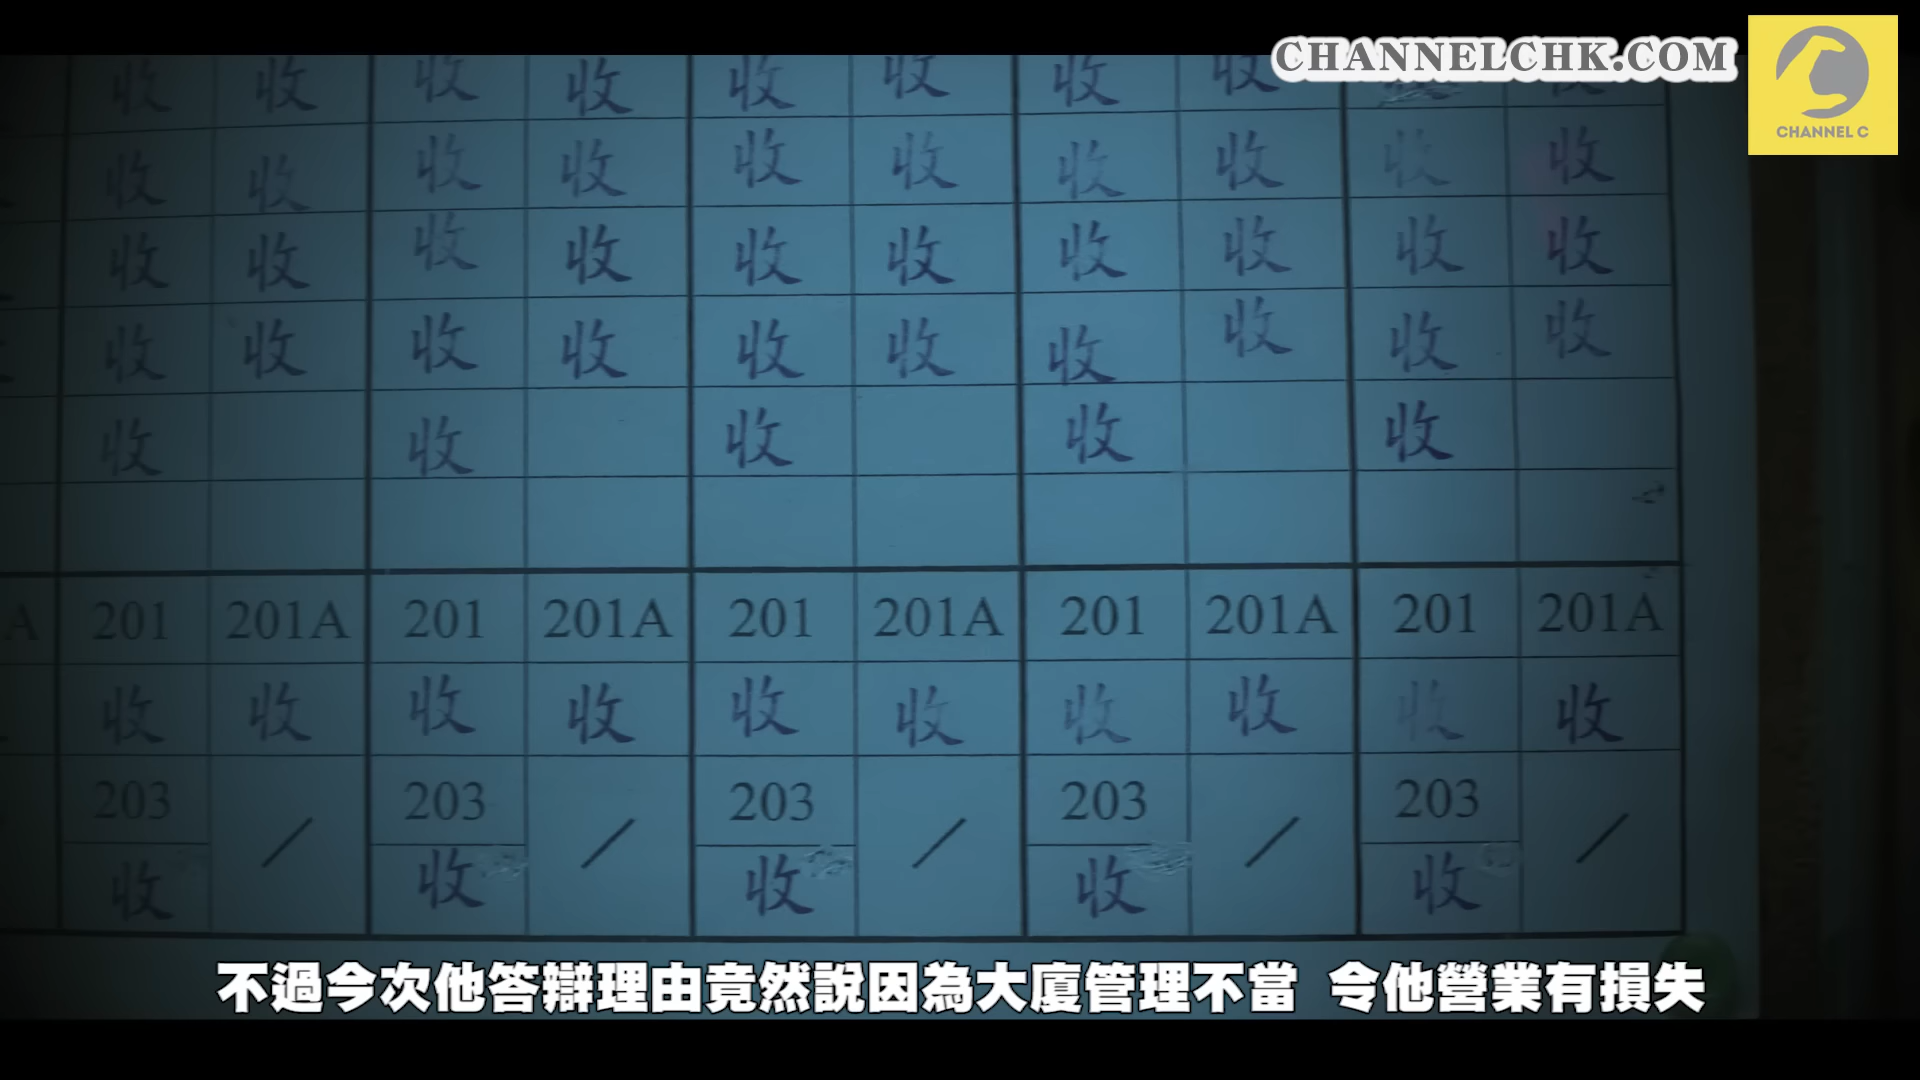 CHANNELCHK.COM
CHANNEL C
收 收 收 收 收 收 收 收
收 收 收 收 收 收 收 收 收 收
收 收 收 收 收 收 收 收 收 收
收 收 收 收 收 收 收 收 收 收
收 收 收 收 收
A 201 201A 201 201A 201 201A 201 201A 201 201A
收 收 收 收 收 收 收 收 收 收
203 / 203 / 203 / 203 / 203 /
收 收 收 收 收
不過今次他答辯理由竟然說因為大廈管理不當 令他營業有損失